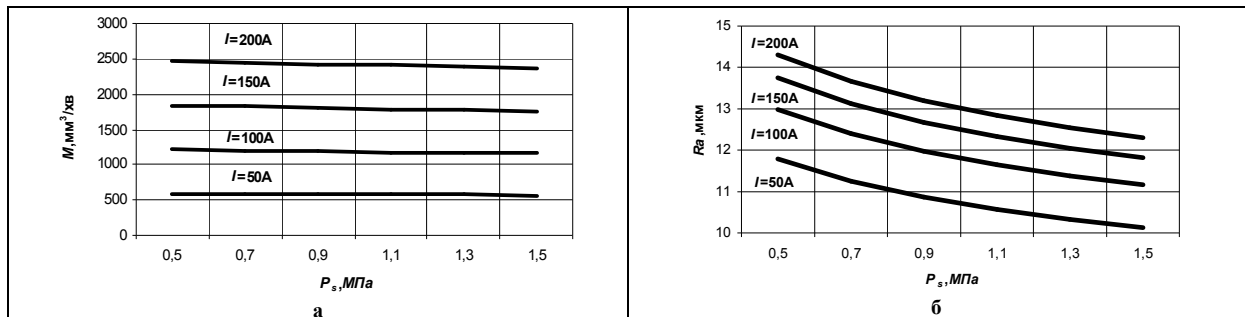 3000
2500
2000
1500
1000
500
0
M,мм³/хв
I=200A
I=150A
I=100A
I=50A
0,5 0,7 0,9 1,1 1,3 1,5
P s ,МПа
а
15
14
13
12
11
10
Ra ,мкм
I=200A
I=150A
I=100A
I=50A
0,5 0,7 0,9 1,1 1,3 1,5
P s ,МПа
б